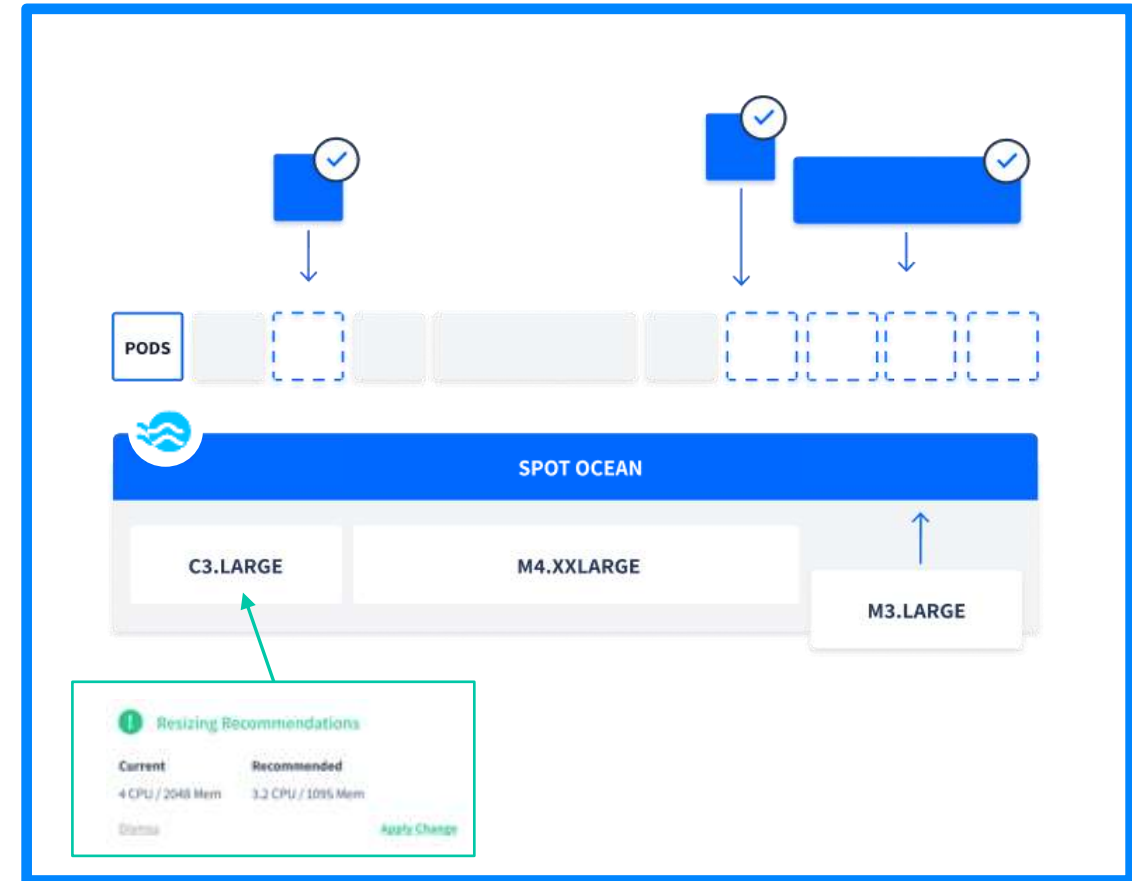 PODS
SPOT OCEAN
C3.LARGE
M4.XXLARGE
M3.LARGE
Resizing Recommendations
Current Recommended
4 CPU / 2048 Mem 3.2 CPU / 1095 Mem
Dismiss Apply Change